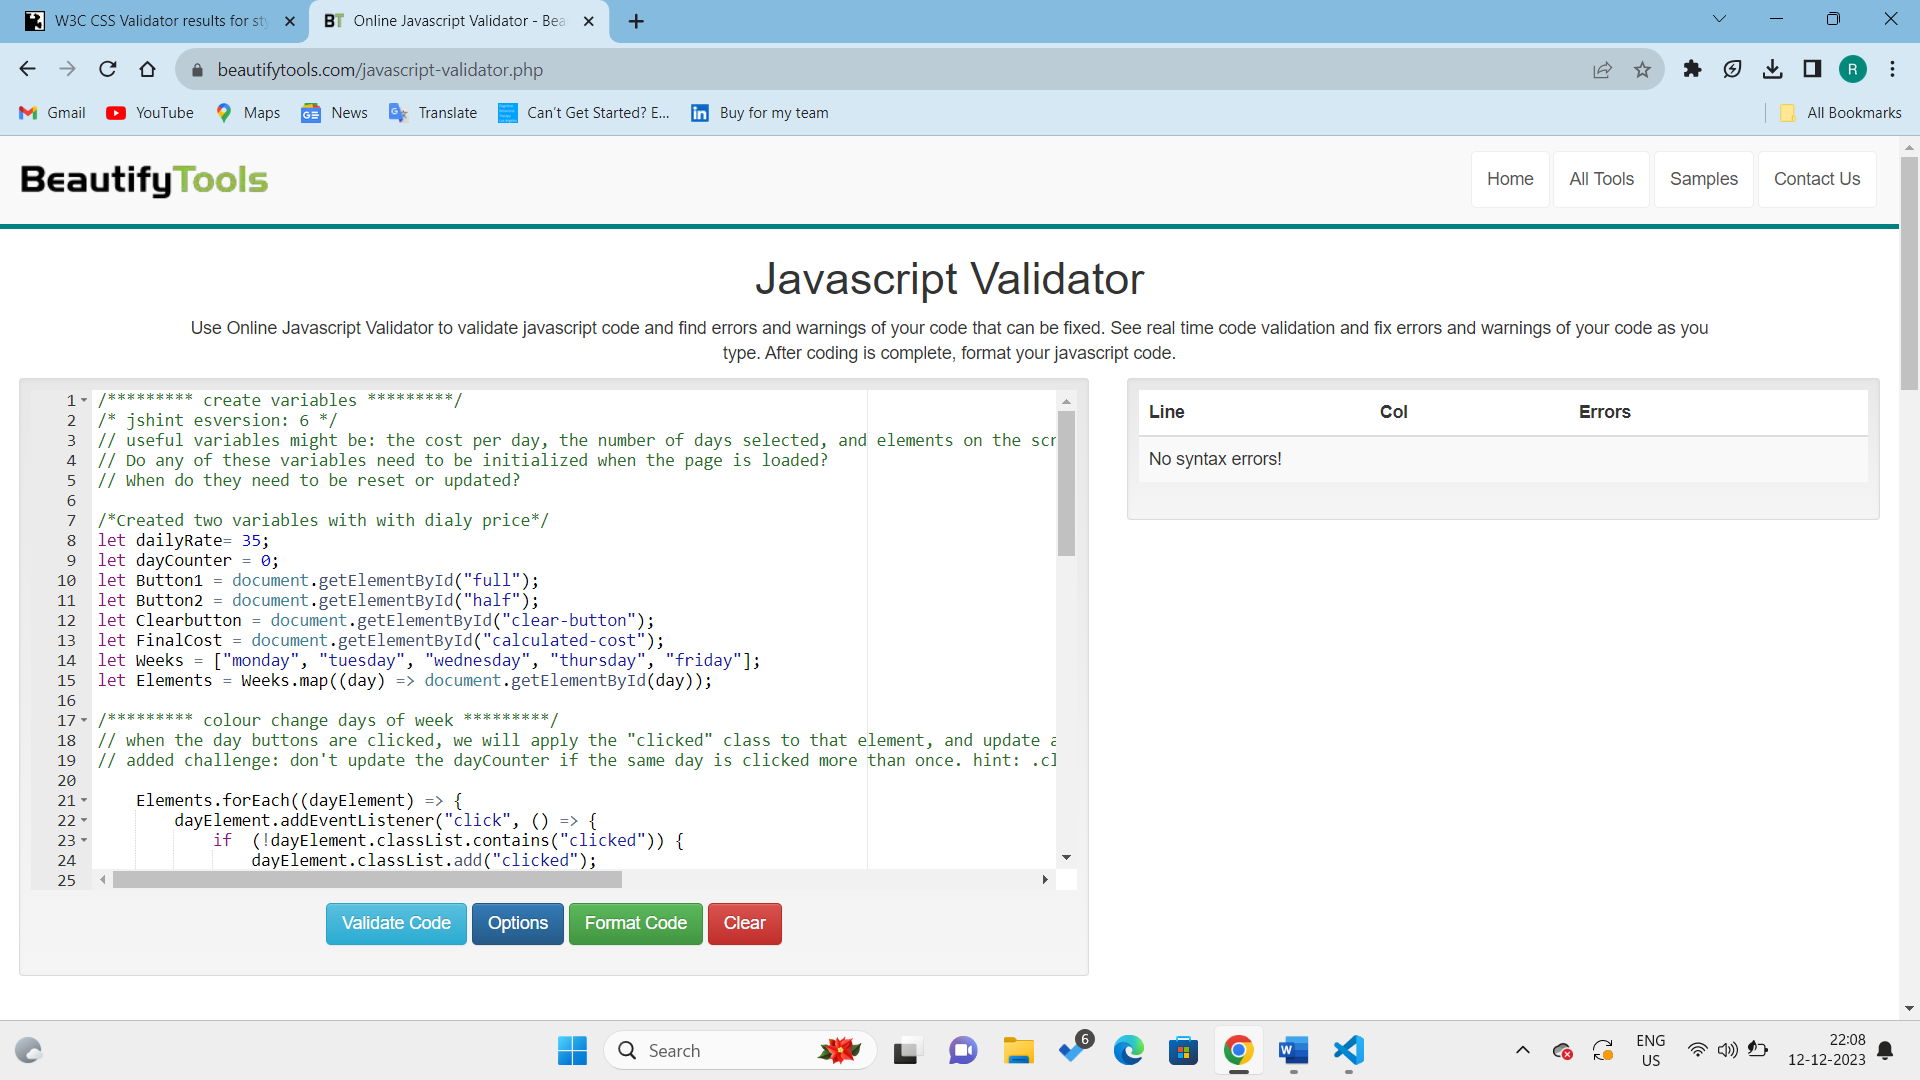 W3C CSS Validator results for st
BT Online Javascript Validator - Bea
beautifytools.com/javascript-validator.php
R
Gmail
YouTube
Maps
News
Translate
Can't Get Started? E...
Buy for my team
All Bookmarks
BeautifyTools
Home
All Tools
Samples
Contact Us
Javascript Validator
Use Online Javascript Validator to validate javascript code and find errors and warnings of your code that can be fixed. See real time code validation and fix errors and warnings of your code as you
type. After coding is complete, format your javascript code.
1 /********* create variables *********/
2 /* jshint esversion: 6 */
3 // useful variables might be: the cost per day, the number of days selected, and elements on the scr
4 // Do any of these variables need to be initialized when the page is loaded?
5 // When do they need to be reset or updated?
6
7 /*Created two variables with with dialy price*/
8 let dailyRate= 35;
9 let dayCounter = 0;
10 let Button1 = document.getElementById("full");
11 let Button2 = document.getElementById("half");
12 let Clearbutton = document.getElementById("clear-button");
13 let FinalCost = document.getElementById("calculated-cost");
14 let Weeks = ["monday", "tuesday", "wednesday", "thursday", "friday"];
15 let Elements = Weeks.map((day) => document.getElementById(day));
16
17 /********* colour change days of week *********/
18 // when the day buttons are clicked, we will apply the "clicked" class to that element, and update a
19 // added challenge: don't update the dayCounter if the same day is clicked more than once. hint: .cl
20
21 Elements.forEach((dayElement) => {
22 dayElement.addEventListener("click", () => {
23 if (!dayElement.classList.contains("clicked")) {
24 dayElement.classList.add("clicked");
25
Line Col Errors
No syntax errors!
Validate Code
Options
Format Code
Clear
Search
6
ENG
US
22:08
12-12-2023